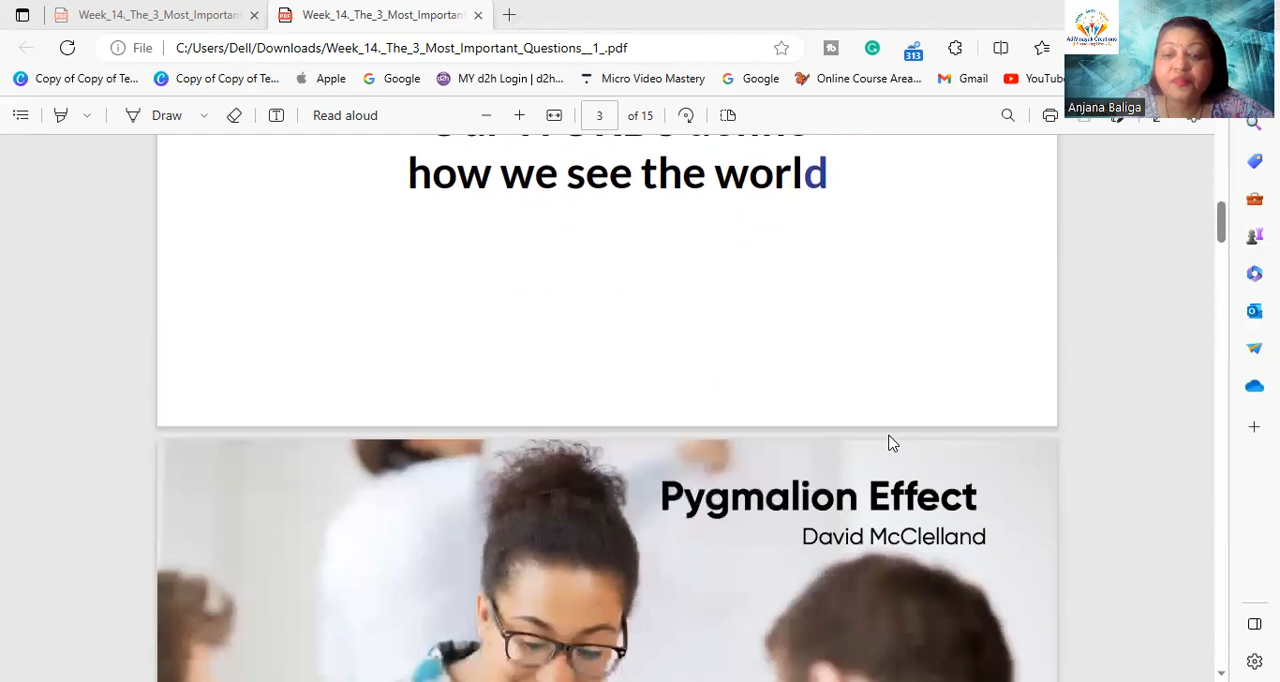 Week_14._The_3_Most_Importan
Week_14._The_3_Most_Importan
File
C:/Users/Dell/Downloads/Week_14._The_3_Most_Important_Questions__1_.pdf
313
Copy of Copy of Te...
Copy of Copy of Te...
Apple
Google
MY d2h Login | d2h...
Micro Video Mastery
Google
Online Course Area...
Gmail
YouTub
Anjana Baliga
Draw
Read aloud
3 of 15
how we see the world
Pygmalion Effect
David McClelland